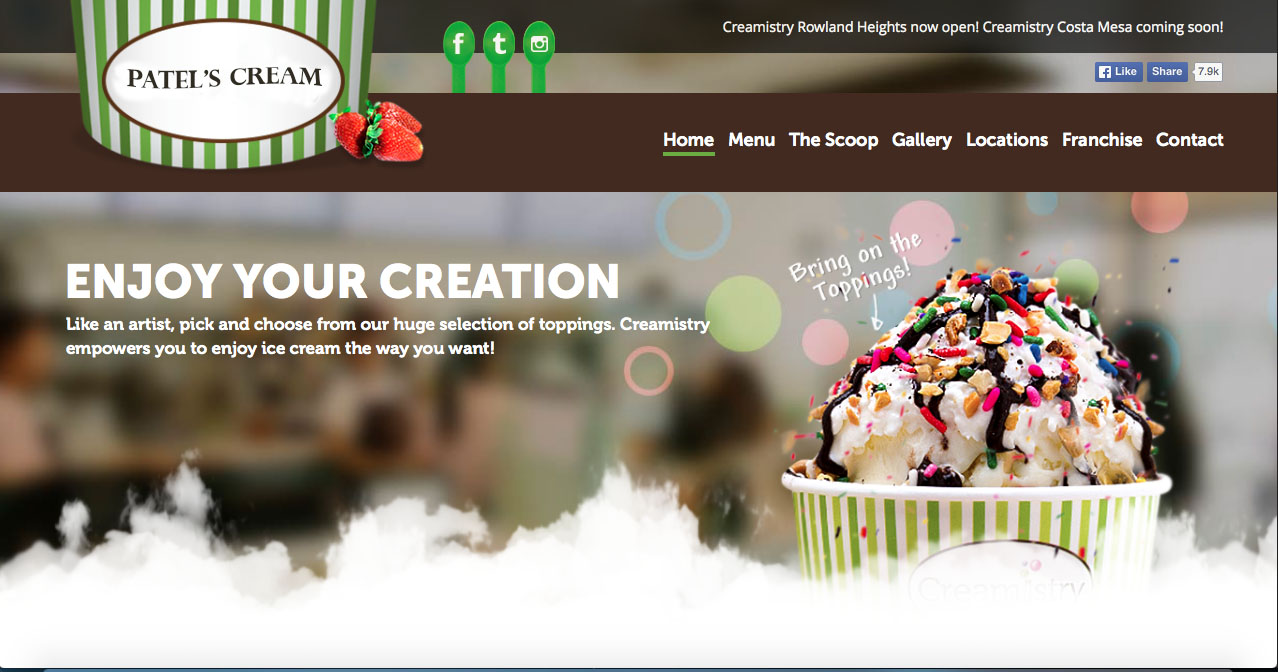 PATEL'S CREAM
f t
Creamistry Rowland Heights now open! Creamistry Costa Mesa coming soon!
Like Share 7.9k
Home Menu The Scoop Gallery Locations Franchise Contact
ENJOY YOUR CREATION
Like an artist, pick and choose from our huge selection of toppings. Creamistry
empowers you to enjoy ice cream the way you want!
Bring on the
Toppings!
Creamistry